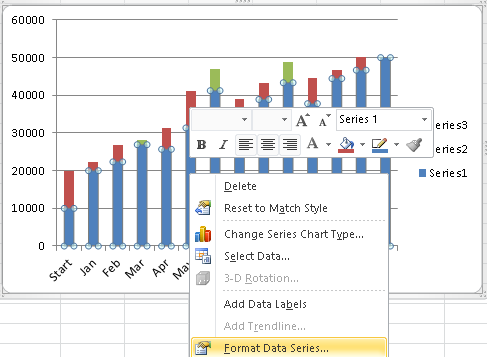 60000
50000
40000
30000
20000
10000
0
Start
Jan
Feb
Mar
Apr
May
Series 1
A A
B I A
eries3
eries2
Series1
Delete
Reset to Match Style
Change Series Chart Type...
Select Data...
3-D Rotation...
Add Data Labels
Add Trendline...
Format Data Series...